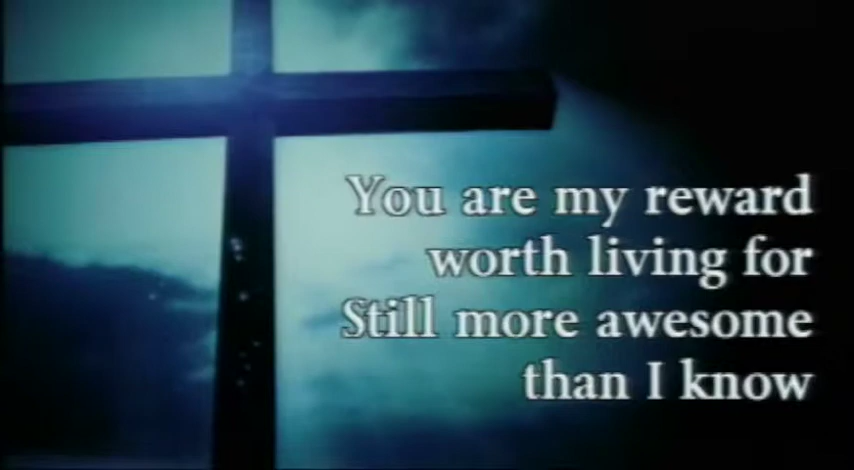 You are my reward
worth living for
Still more awesome
than I know